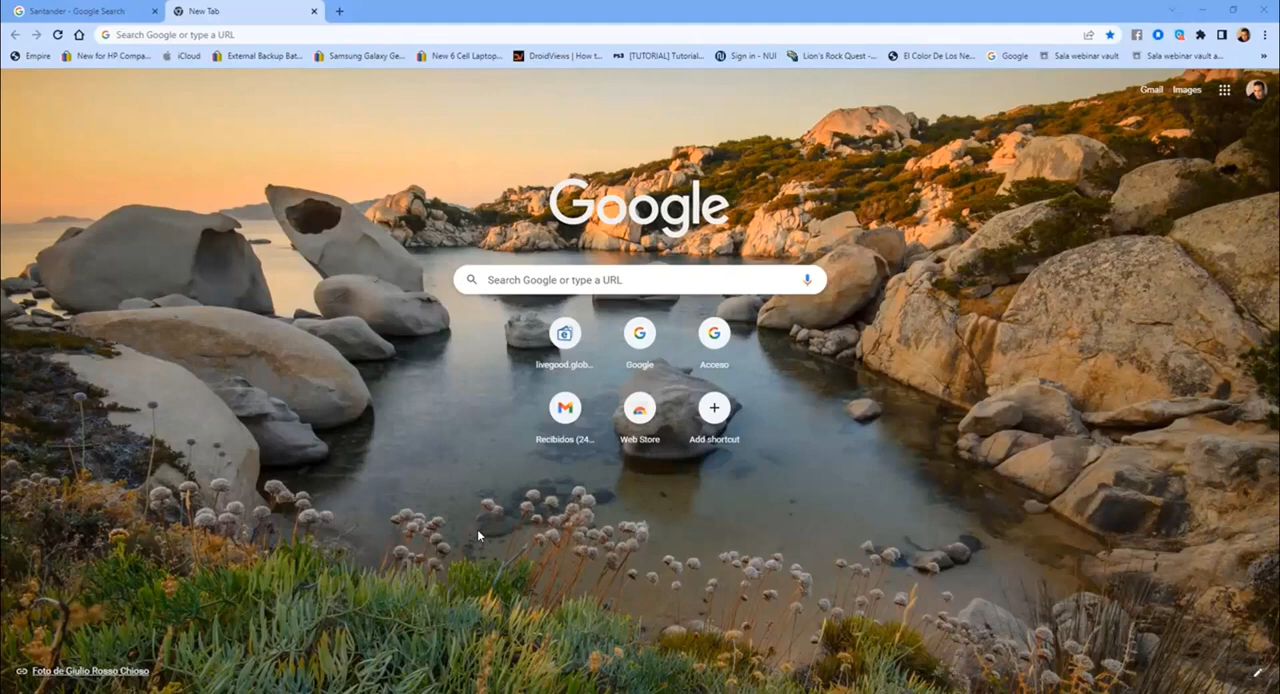 Santander - Google Search
New Tab
Search Google or type a URL
Empire
New for HP Compa...
iCloud
External Backup Bat...
Samsung Galaxy Ge...
New 6 Cell Laptop...
DroidViews | How t...
PS3
[TUTORIAL] Tutorial...
Sign in - NUI
Lion's Rock Quest -...
El Color De Los Ne...
Google
Sala webinar vault
Sala webinar vault a...
»
Gmail Images
Google
Search Google or type a URL
livegood.glob...
Google
Acceso
Recibidos (24...
Web Store
Add shortcut
Foto de Giulio Rosso Chioso